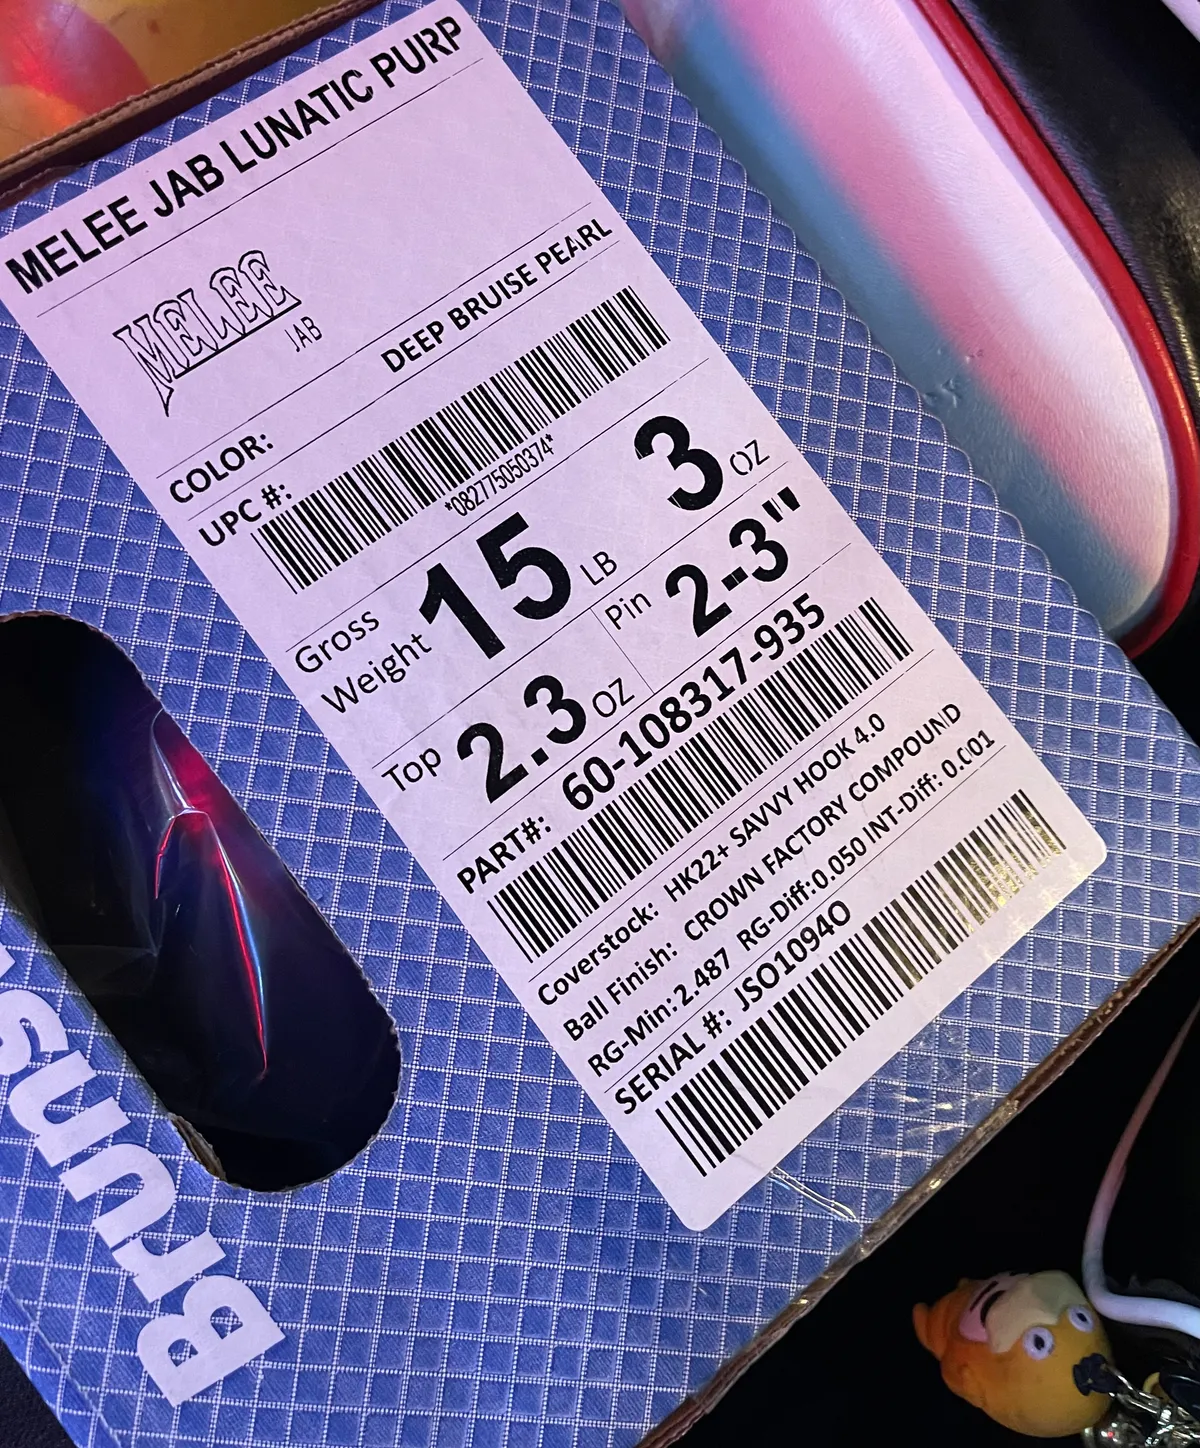 MELEE JAB LUNATIC PURP
MELEE
JAB
COLOR: DEEP BRUISE PEARL
UPC #:
*082775050374*
Gross Weight 15 LB 3 OZ
Top 2.3 OZ Pin 2-3"
PART#: 60-108317-935
Coverstock: HK22+ SAVVY HOOK 4.0
Ball Finish: CROWN FACTORY COMPOUND
RG-Min: 2.487 RG-Diff: 0.050 INT-Diff: 0.001
SERIAL #: JSO10940
Bruns